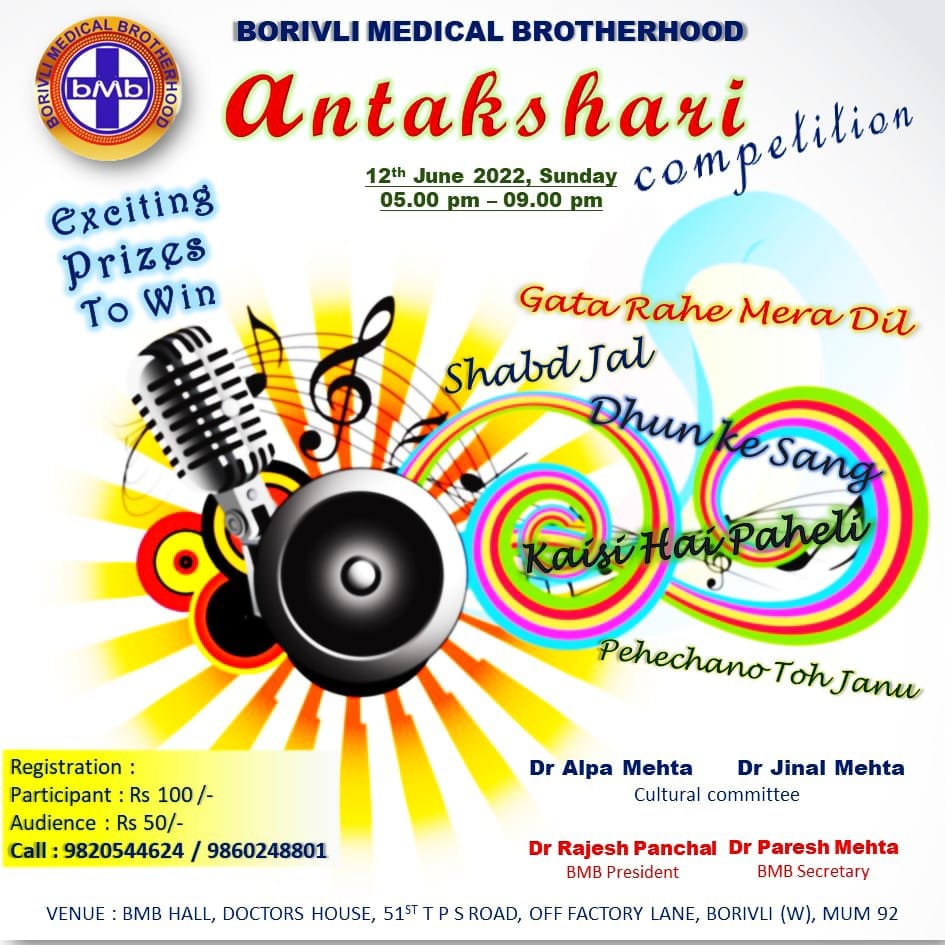 BORIVLI MEDICAL BROTHERHOOD
BORIVLI MEDICAL BROTHERHOOD
bMb
Antakshari
competition
12th June 2022, Sunday
05.00 pm – 09.00 pm
Exciting
Prizes
To Win
Gata Rahe Mera Dil
Shabd Jal
Dhun ke Sang
Kaisi Hai Paheli
Pehechano Toh Janu
Registration :
Participant : Rs 100 /-
Audience : Rs 50/-
Call : 9820544624 / 9860248801
Dr Alpa Mehta Dr Jinal Mehta
Cultural committee
Dr Rajesh Panchal Dr Paresh Mehta
BMB President BMB Secretary
VENUE : BMB HALL, DOCTORS HOUSE, 51ST T P S ROAD, OFF FACTORY LANE, BORIVLI (W), MUM 92